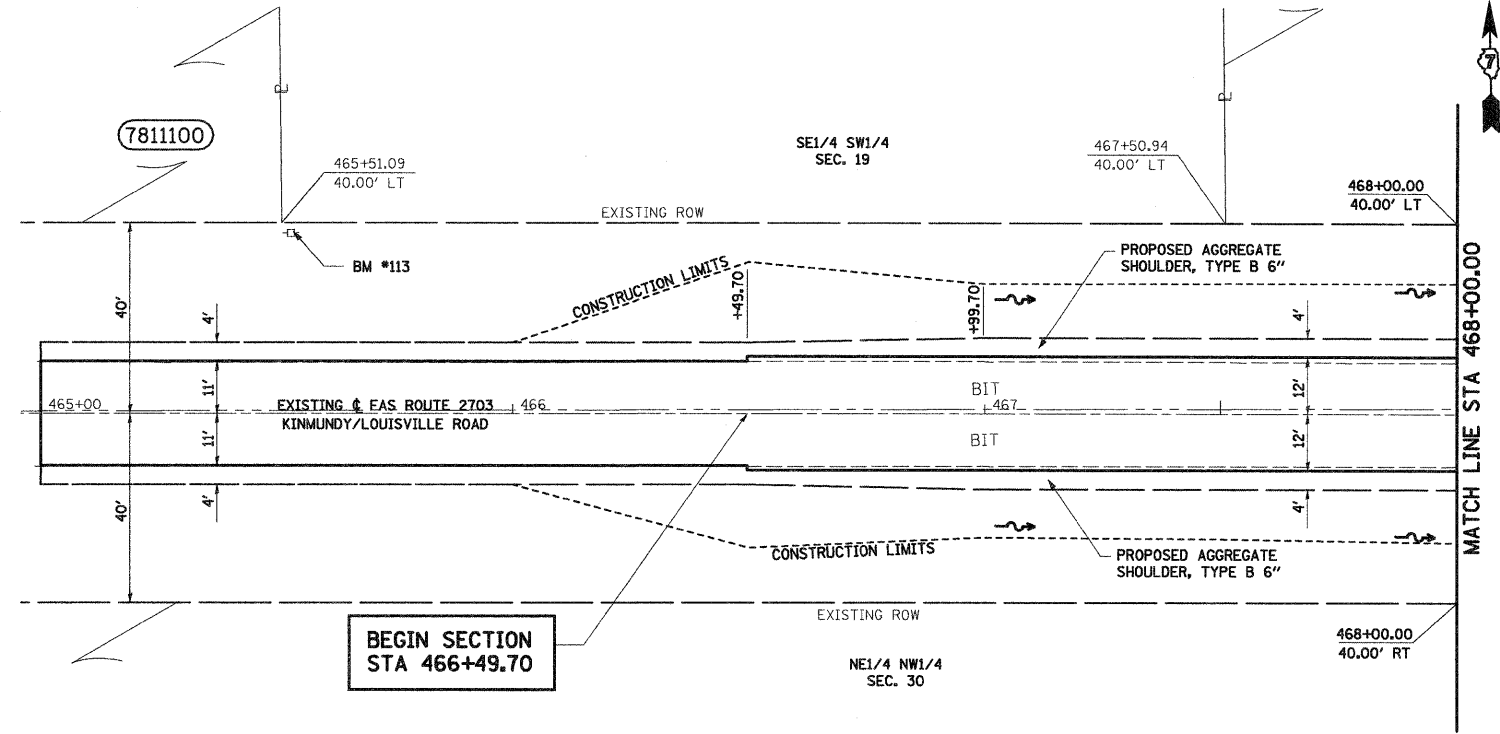 7
7811100
465+51.09
40.00' LT
SE1/4 SW1/4
SEC. 19
467+50.94
40.00' LT
468+00.00
40.00' LT
EXISTING ROW
BM #113
CONSTRUCTION LIMITS
+49.70
+99.70
PROPOSED AGGREGATE
SHOULDER, TYPE B 6"
40'
4'
4'
11'
12'
BIT
465+00
EXISTING ℄ FAS ROUTE 2703
466
467
KINMUNDY/LOUISVILLE ROAD
11'
12'
BIT
40'
4'
4'
CONSTRUCTION LIMITS
PROPOSED AGGREGATE
SHOULDER, TYPE B 6"
MATCH LINE STA 468+00.00
EXISTING ROW
BEGIN SECTION
STA 466+49.70
468+00.00
40.00' RT
NE1/4 NW1/4
SEC. 30